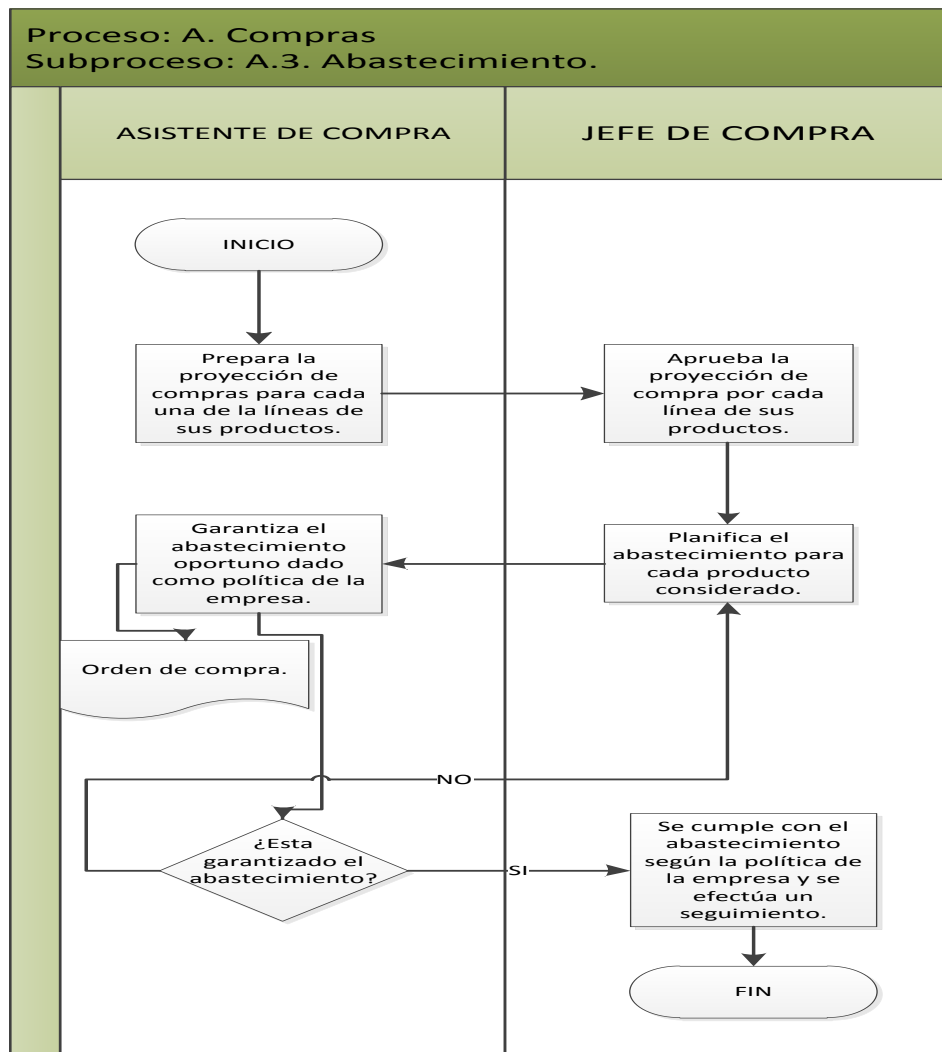 Proceso: A. Compras
Subproceso: A.3. Abastecimiento.
ASISTENTE DE COMPRA
JEFE DE COMPRA
INICIO
Prepara la
proyección de
compras para cada
una de la líneas de
sus productos.
Aprueba la
proyección de
compra por cada
línea de sus
productos.
Garantiza el
abastecimiento
oportuno dado
como política de la
empresa.
Planifica el
abastecimiento para
cada producto
considerado.
Orden de compra.
NO
¿Esta
garantizado el
abastecimiento?
SI
Se cumple con el
abastecimiento
según la política de
la empresa y se
efectúa un
seguimiento.
FIN